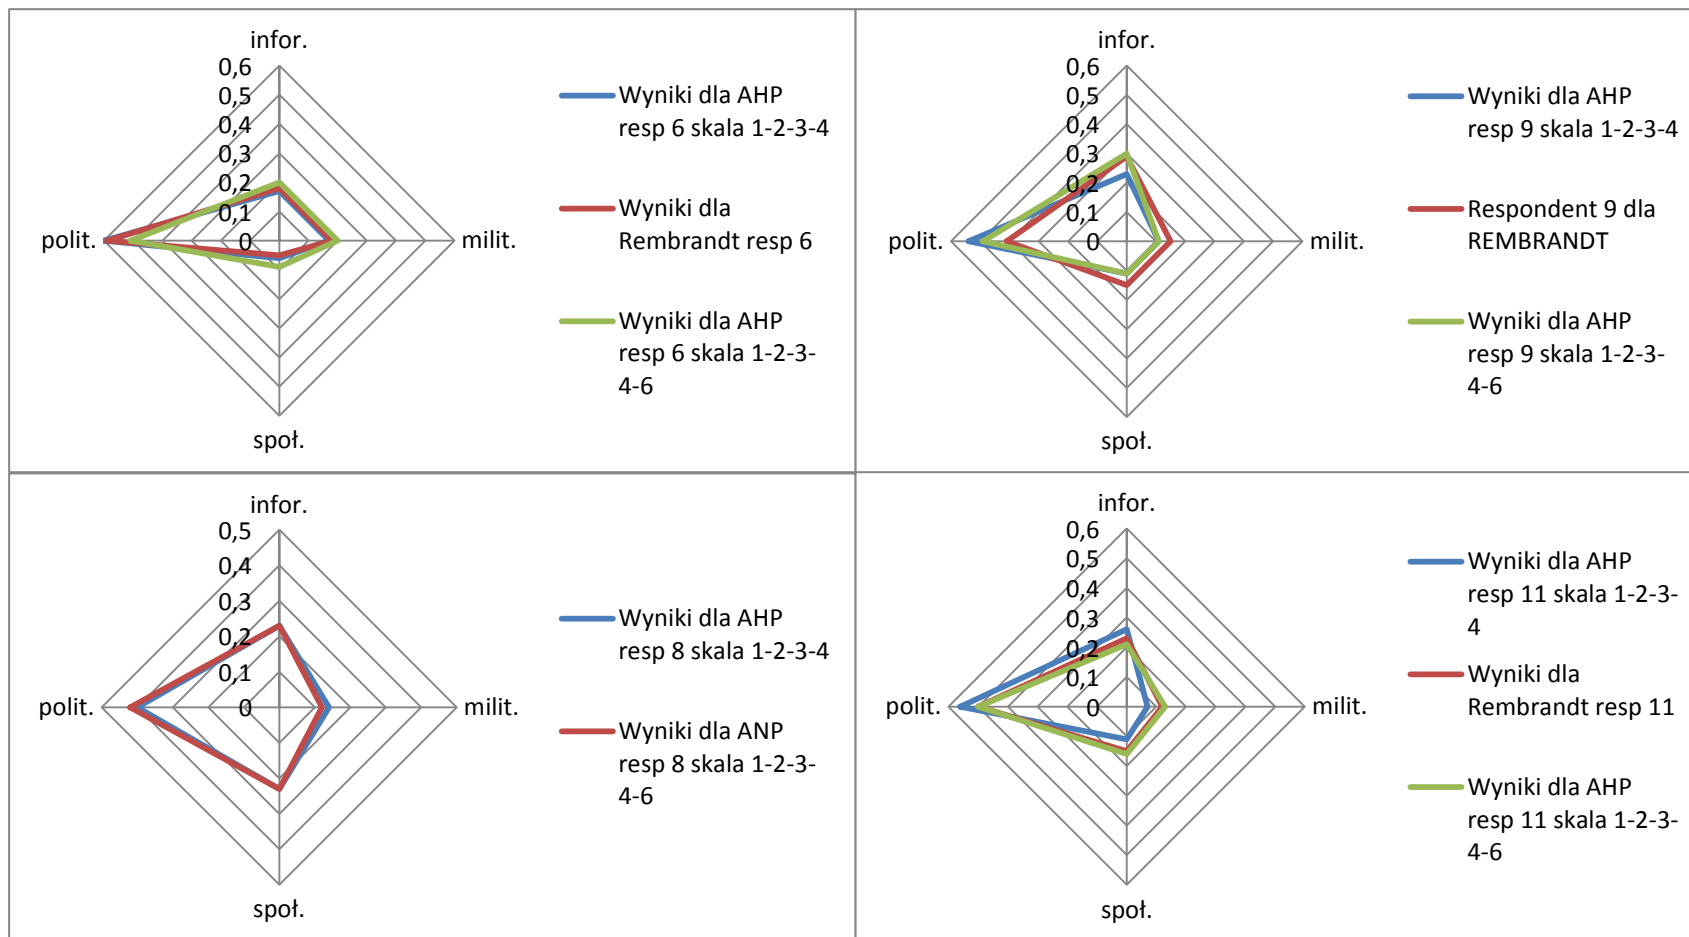 infor.
0,6
0,5
0,4
0,3
0,2
0,1
0
polit.
milit.
społ.
Wyniki dla AHP
resp 6 skala 1-2-3-4
Wyniki dla
Rembrandt resp 6
Wyniki dla AHP
resp 6 skala 1-2-3-
4-6
infor.
0,6
0,5
0,4
0,3
0,2
0,1
0
polit.
milit.
społ.
Wyniki dla AHP
resp 9 skala 1-2-3-4
Respondent 9 dla
REMBRANDT
Wyniki dla AHP
resp 9 skala 1-2-3-
4-6
infor.
0,5
0,4
0,3
0,2
0,1
0
polit.
milit.
społ.
Wyniki dla AHP
resp 8 skala 1-2-3-4
Wyniki dla ANP
resp 8 skala 1-2-3-
4-6
infor.
0,6
0,5
0,4
0,3
0,2
0,1
0
polit.
milit.
społ.
Wyniki dla AHP
resp 11 skala 1-2-3-
4
Wyniki dla
Rembrandt resp 11
Wyniki dla AHP
resp 11 skala 1-2-3-
4-6